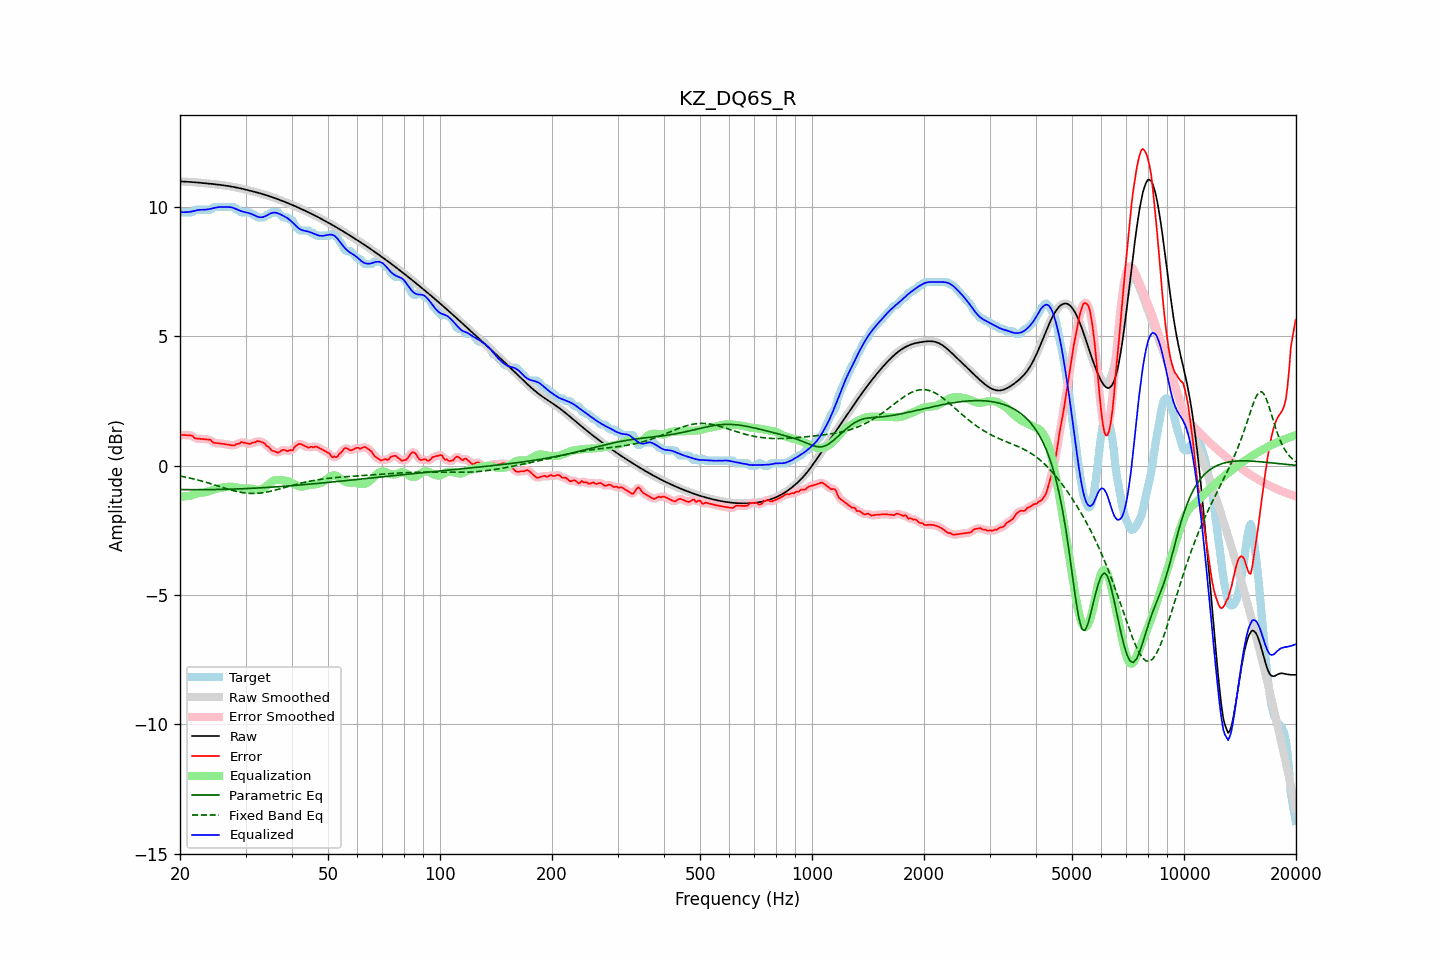 KZ_DQ6S_R
Amplitude (dBr)
10
5
0
−5
−10
−15
Target
Raw Smoothed
Error Smoothed
Raw
Error
Equalization
Parametric Eq
Fixed Band Eq
Equalized
20 50 100 200 500 1000 2000 5000 10000 20000
Frequency (Hz)